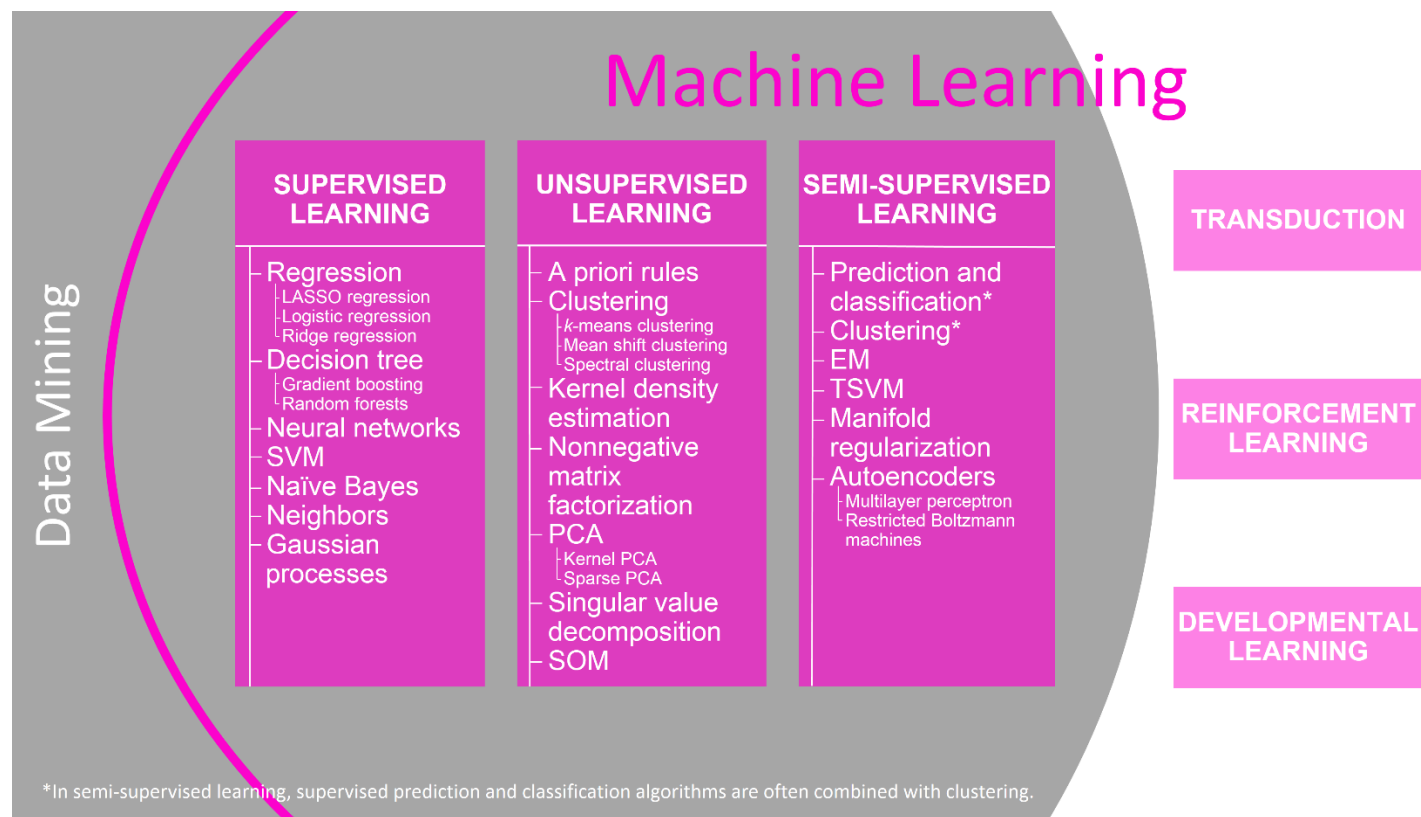 Machine Learning
Data Mining
SUPERVISED
LEARNING
Regression
LASSO regression
Logistic regression
Ridge regression
Decision tree
Gradient boosting
Random forests
Neural networks
SVM
Naïve Bayes
Neighbors
Gaussian
processes
UNSUPERVISED
LEARNING
A priori rules
Clustering
k-means clustering
Mean shift clustering
Spectral clustering
Kernel density
estimation
Nonnegative
matrix
factorization
PCA
Kernel PCA
Sparse PCA
Singular value
decomposition
SOM
SEMI-SUPERVISED
LEARNING
Prediction and
classification*
Clustering*
EM
TSVM
Manifold
regularization
Autoencoders
Multilayer perceptron
Restricted Boltzmann
machines
TRANSDUCTION
REINFORCEMENT
LEARNING
DEVELOPMENTAL
LEARNING
*In semi-supervised learning, supervised prediction and classification algorithms are often combined with clustering.